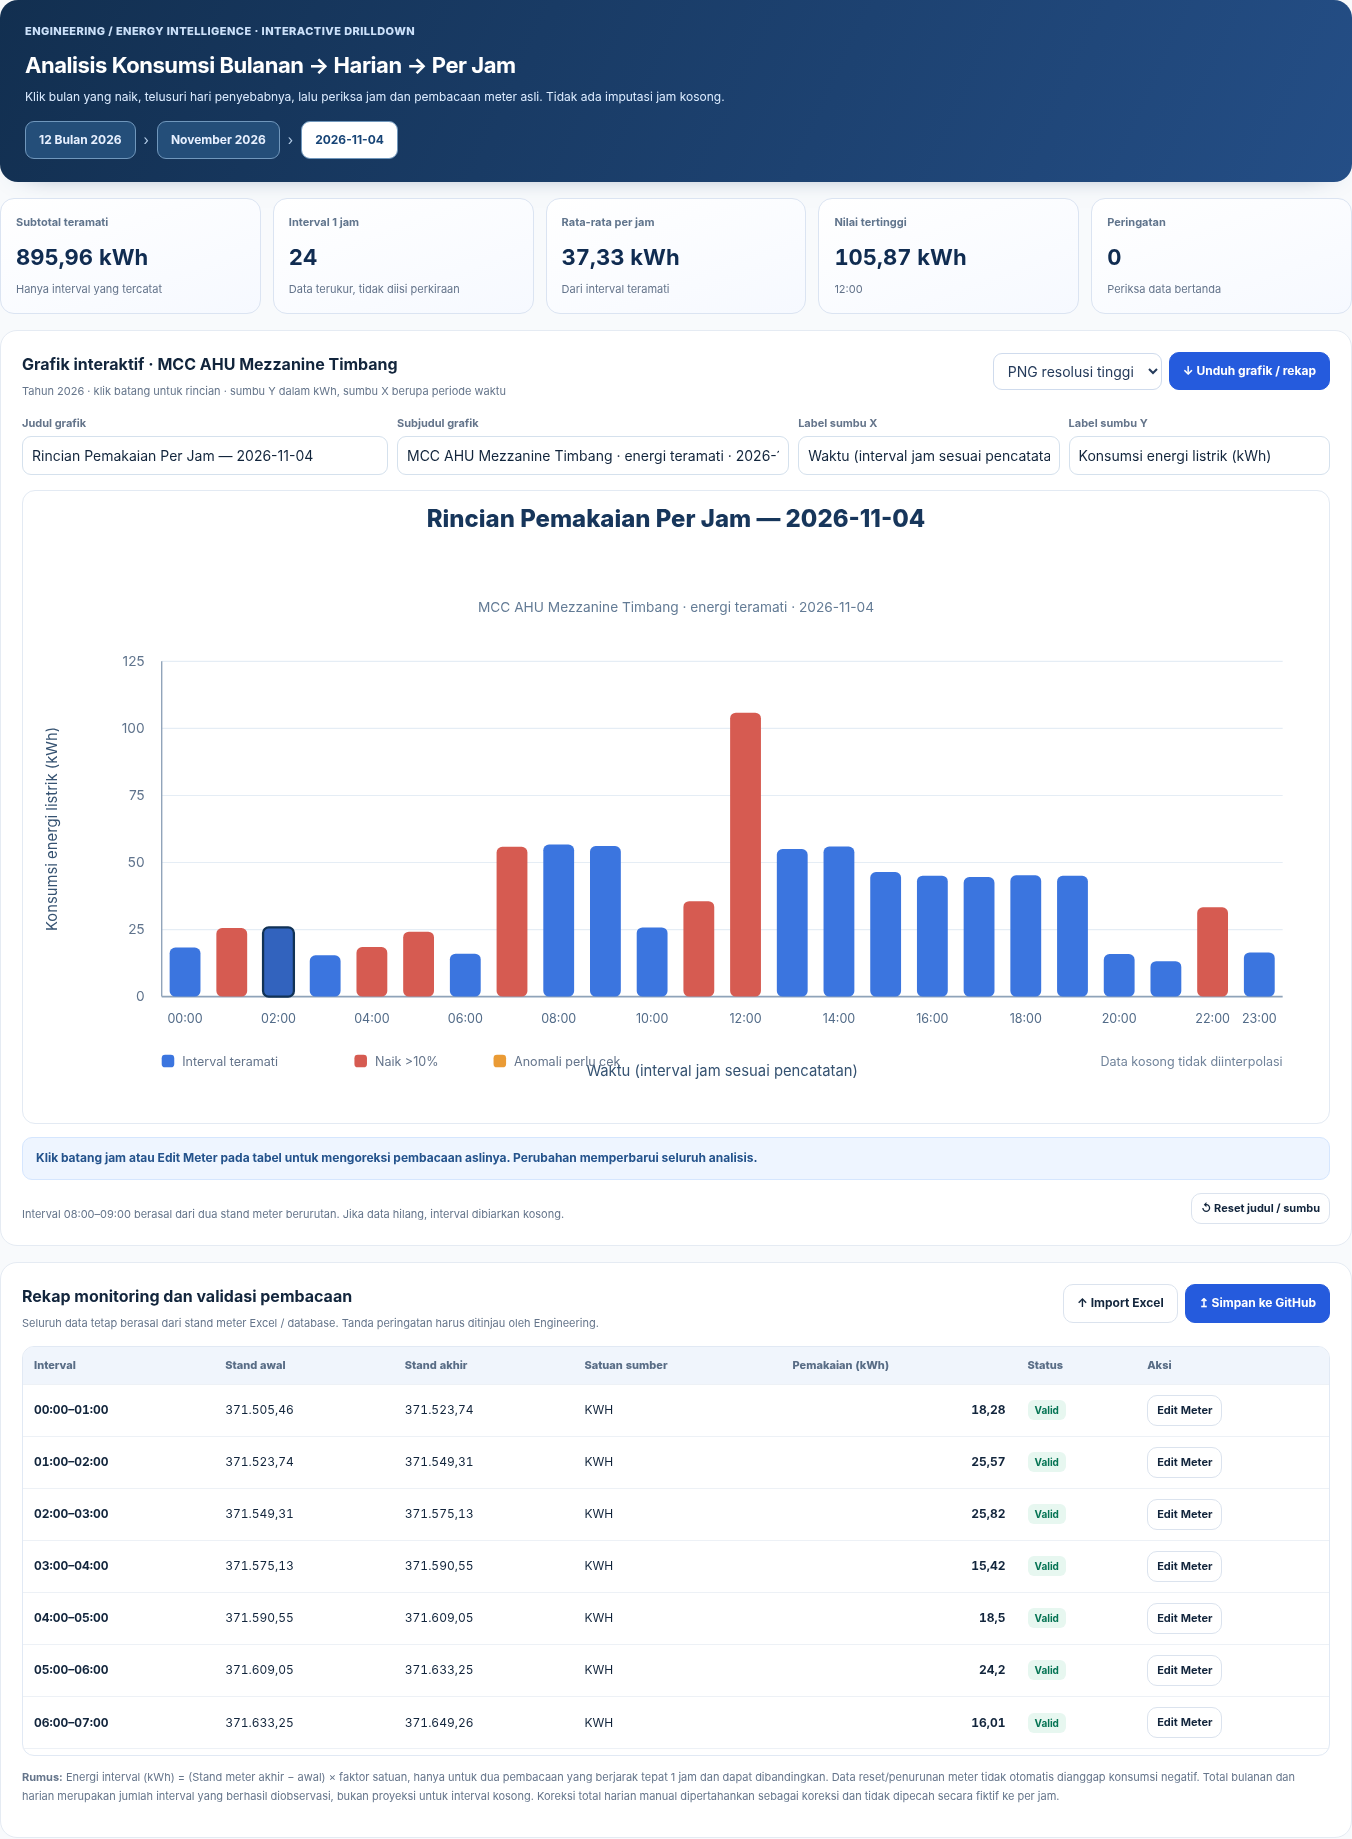 ENGINEERING / ENERGY INTELLIGENCE · INTERACTIVE DRILLDOWN
Analisis Konsumsi Bulanan → Harian → Per Jam
Klik bulan yang naik, telusuri hari penyebabnya, lalu periksa jam dan pembacaan meter asli. Tidak ada imputasi jam kosong.
12 Bulan 2026 › November 2026 › 2026-11-04
Subtotal teramati
895,96 kWh
Hanya interval yang tercatat
Interval 1 jam
24
Data terukur, tidak diisi perkiraan
Rata-rata per jam
37,33 kWh
Dari interval teramati
Nilai tertinggi
105,87 kWh
12:00
Peringatan
0
Periksa data bertanda
Grafik interaktif · MCC AHU Mezzanine Timbang
Tahun 2026 · klik batang untuk rincian · sumbu Y dalam kWh, sumbu X berupa periode waktu
PNG resolusi tinggi
↓ Unduh grafik / rekap
Judul grafik
Rincian Pemakaian Per Jam — 2026-11-04
Subjudul grafik
MCC AHU Mezzanine Timbang · energi teramati · 2026-
Label sumbu X
Waktu (interval jam sesuai pencatata
Label sumbu Y
Konsumsi energi listrik (kWh)
Rincian Pemakaian Per Jam — 2026-11-04
MCC AHU Mezzanine Timbang · energi teramati · 2026-11-04
Konsumsi energi listrik (kWh)
125
100
75
50
25
0
00:00 02:00 04:00 06:00 08:00 10:00 12:00 14:00 16:00 18:00 20:00 22:00 23:00
Interval teramati Naik >10% Anomali perlu cek Data kosong tidak diinterpolasi
Waktu (interval jam sesuai pencatatan)
Klik batang jam atau Edit Meter pada tabel untuk mengoreksi pembacaan aslinya. Perubahan memperbarui seluruh analisis.
Interval 08:00–09:00 berasal dari dua stand meter berurutan. Jika data hilang, interval dibiarkan kosong.
↺ Reset judul / sumbu
Rekap monitoring dan validasi pembacaan
Seluruh data tetap berasal dari stand meter Excel / database. Tanda peringatan harus ditinjau oleh Engineering.
↑ Import Excel
↥ Simpan ke GitHub
Interval Stand awal Stand akhir Satuan sumber Pemakaian (kWh) Status Aksi
00:00–01:00 371.505,46 371.523,74 KWH 18,28 Valid Edit Meter
01:00–02:00 371.523,74 371.549,31 KWH 25,57 Valid Edit Meter
02:00–03:00 371.549,31 371.575,13 KWH 25,82 Valid Edit Meter
03:00–04:00 371.575,13 371.590,55 KWH 15,42 Valid Edit Meter
04:00–05:00 371.590,55 371.609,05 KWH 18,5 Valid Edit Meter
05:00–06:00 371.609,05 371.633,25 KWH 24,2 Valid Edit Meter
06:00–07:00 371.633,25 371.649,26 KWH 16,01 Valid Edit Meter
Rumus: Energi interval (kWh) = (Stand meter akhir − awal) × faktor satuan, hanya untuk dua pembacaan yang berjarak tepat 1 jam dan dapat dibandingkan. Data reset/penurunan meter tidak otomatis dianggap konsumsi negatif. Total bulanan dan
harian merupakan jumlah interval yang berhasil diobservasi, bukan proyeksi untuk interval kosong. Koreksi total harian manual dipertahankan sebagai koreksi dan tidak dipecah secara fiktif ke per jam.